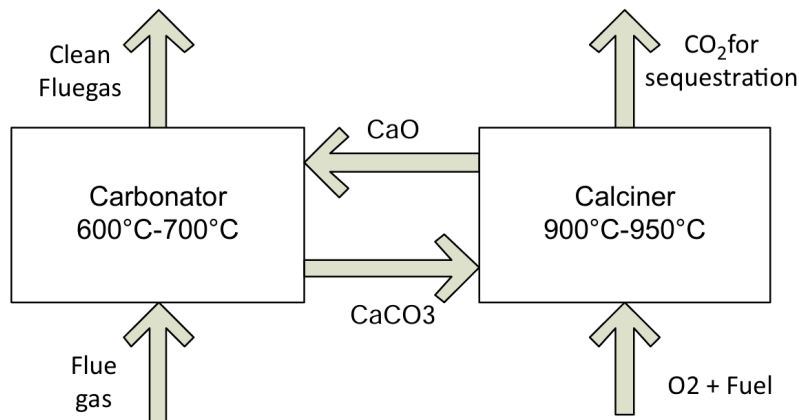 Clean
Fluegas
CO₂for
sequestration
CaO
Carbonator
600°C-700°C
Calciner
900°C-950°C
CaCO3
Flue
gas
O2 + Fuel